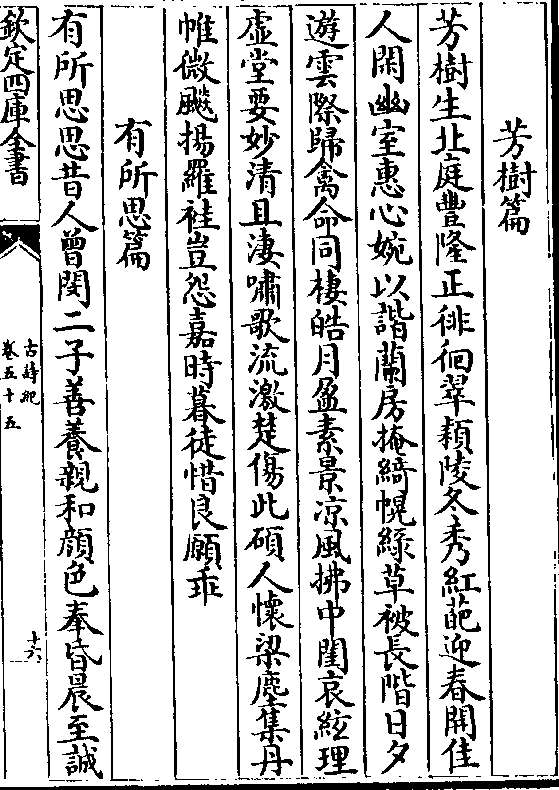 芳樹篇
芳樹生北庭豐隆正徘徊翠穎陵冬秀紅葩迎春開佳
人閑幽室惠心婉以諧蘭房掩綺幌綠草被長階日夕
遊雲際歸禽命同棲皓月盈素景涼風拂中閨哀絃理
虛堂要妙清且淒嘯歌流激楚傷此碩人懷梁塵集丹
帷微飈揚羅袿豈怨嘉時暮徒惜良願乖
有所思篇
有所思思昔人曾閔二子善養親和顔色奉昏晨至誠
欽定四庫全書
古詩紀
卷五十五
十六